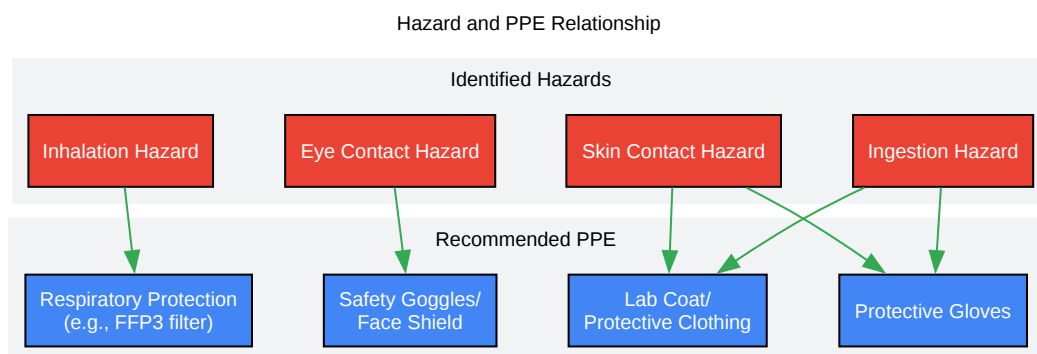 Hazard and PPE Relationship
Identified Hazards
Inhalation Hazard
Eye Contact Hazard
Skin Contact Hazard
Ingestion Hazard
Recommended PPE
Respiratory Protection
(e.g., FFP3 filter)
Safety Goggles/
Face Shield
Lab Coat/
Protective Clothing
Protective Gloves